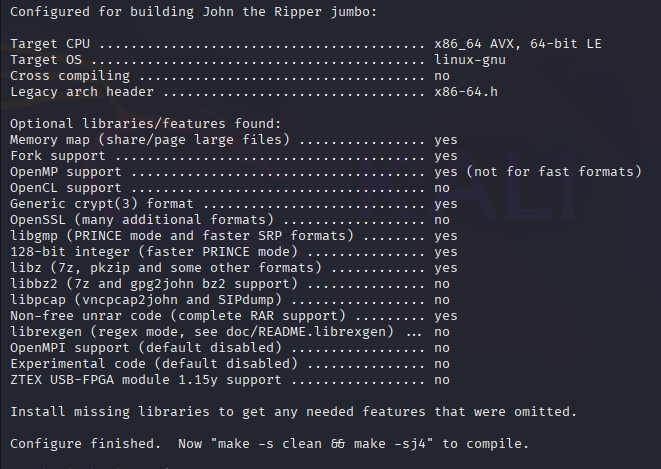 Configured for building John the Ripper jumbo:
Target CPU ......................................... x86_64 AVX, 64-bit LE
Target OS .......................................... linux-gnu
Cross compiling .................................... no
Legacy arch header ................................. x86-64.h
Optional libraries/features found:
Memory map (share/page large files) ................ yes
Fork support ....................................... yes
OpenMP support ..................................... yes (not for fast formats)
OpenCL support ..................................... no
Generic crypt(3) format ............................ yes
OpenSSL (many additional formats) .................. no
libgmp (PRINCE mode and faster SRP formats) ........ yes
128-bit integer (faster PRINCE mode) ............... yes
libz (7z, pkzip and some other formats) ............ yes
libbz2 (7z and gpg2john bz2 support) ............... no
libpcap (vncpcap2john and SIPdump) ................. no
Non-free unrar code (complete RAR support) ......... yes
librexgen (regex mode, see doc/README.librexgen) ... no
OpenMPI support (default disabled) ................. no
Experimental code (default disabled) ............... no
ZTEX USB-FPGA module 1.15y support ................. no
Install missing libraries to get any needed features that were omitted.
Configure finished.  Now "make -s clean && make -sj4" to compile.
KALI